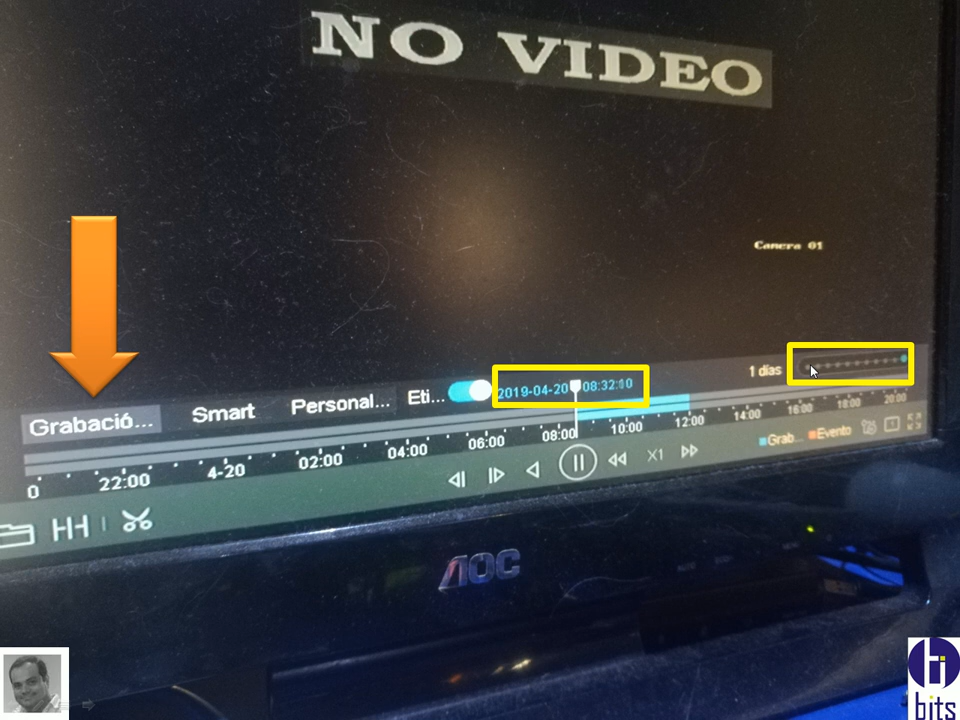 NO VIDEO
Camera 01
1 días
Grabació... Smart Personal... Eti... 2019-04-20 08:32:10
0 22:00 4-20 02:00 04:00 06:00 08:00 10:00 12:00 14:00 16:00 18:00 20:00
X1 Grab... Evento
AOC
bits